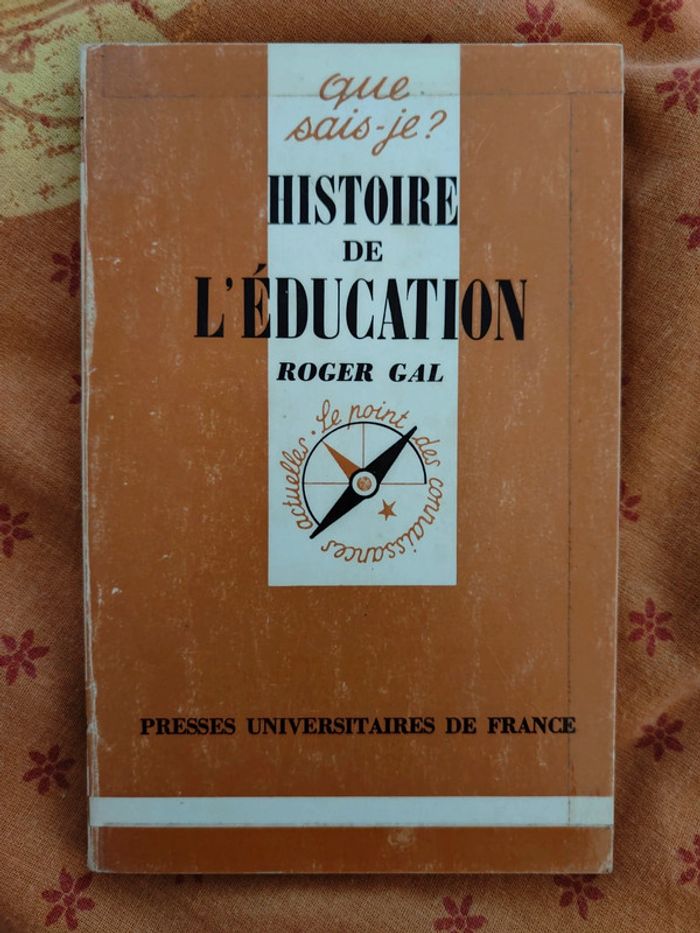 que
sais-je?
HISTOIRE
DE
L'ÉDUCATION
ROGER GAL
Le point des connaissances actuelles.
PRESSES UNIVERSITAIRES DE FRANCE